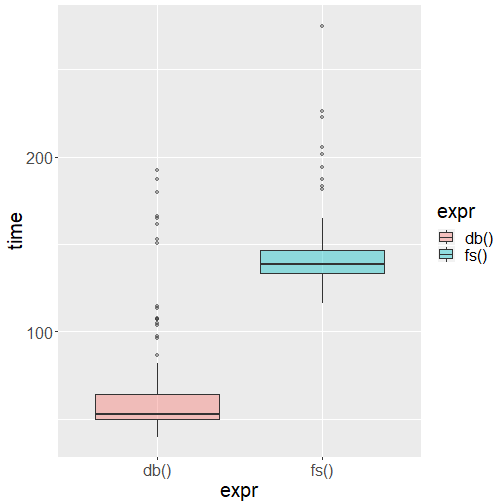 time
200
100
db()
fs()
expr
expr
db()
fs()